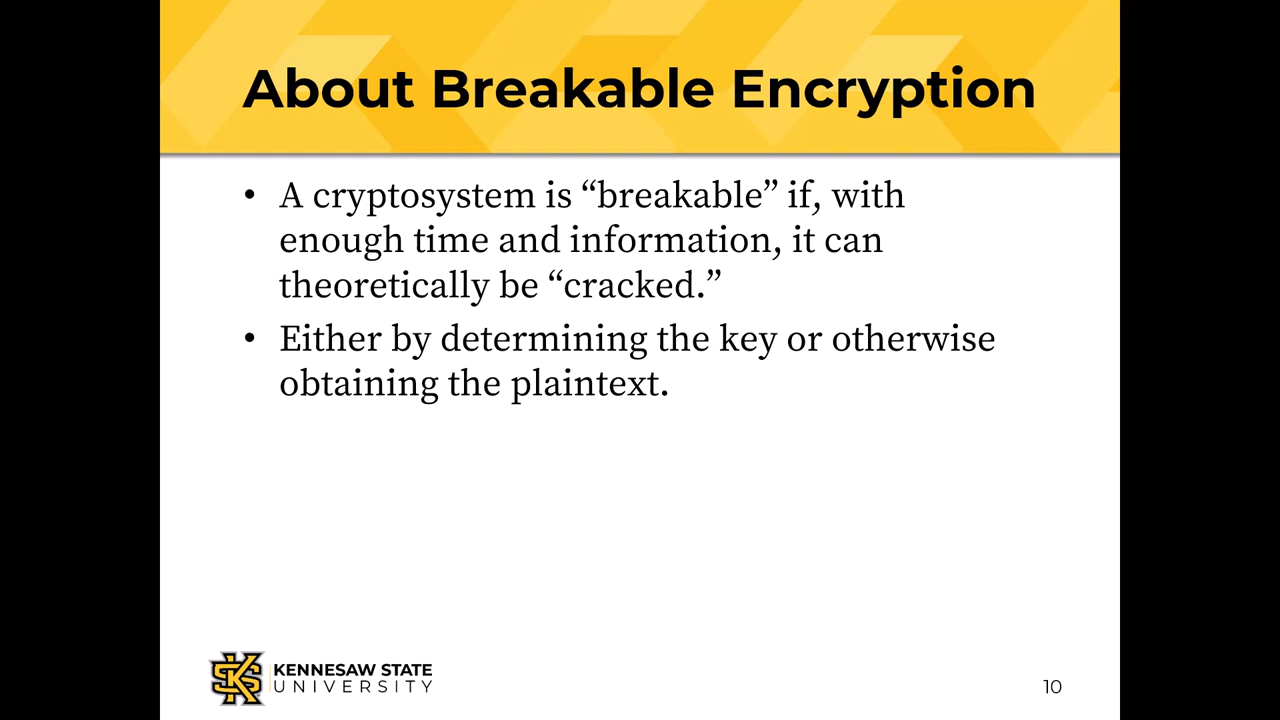 About Breakable Encryption
• A cryptosystem is “breakable” if, with
enough time and information, it can
theoretically be “cracked.”
• Either by determining the key or otherwise
obtaining the plaintext.
KENNESAW STATE
UNIVERSITY
10